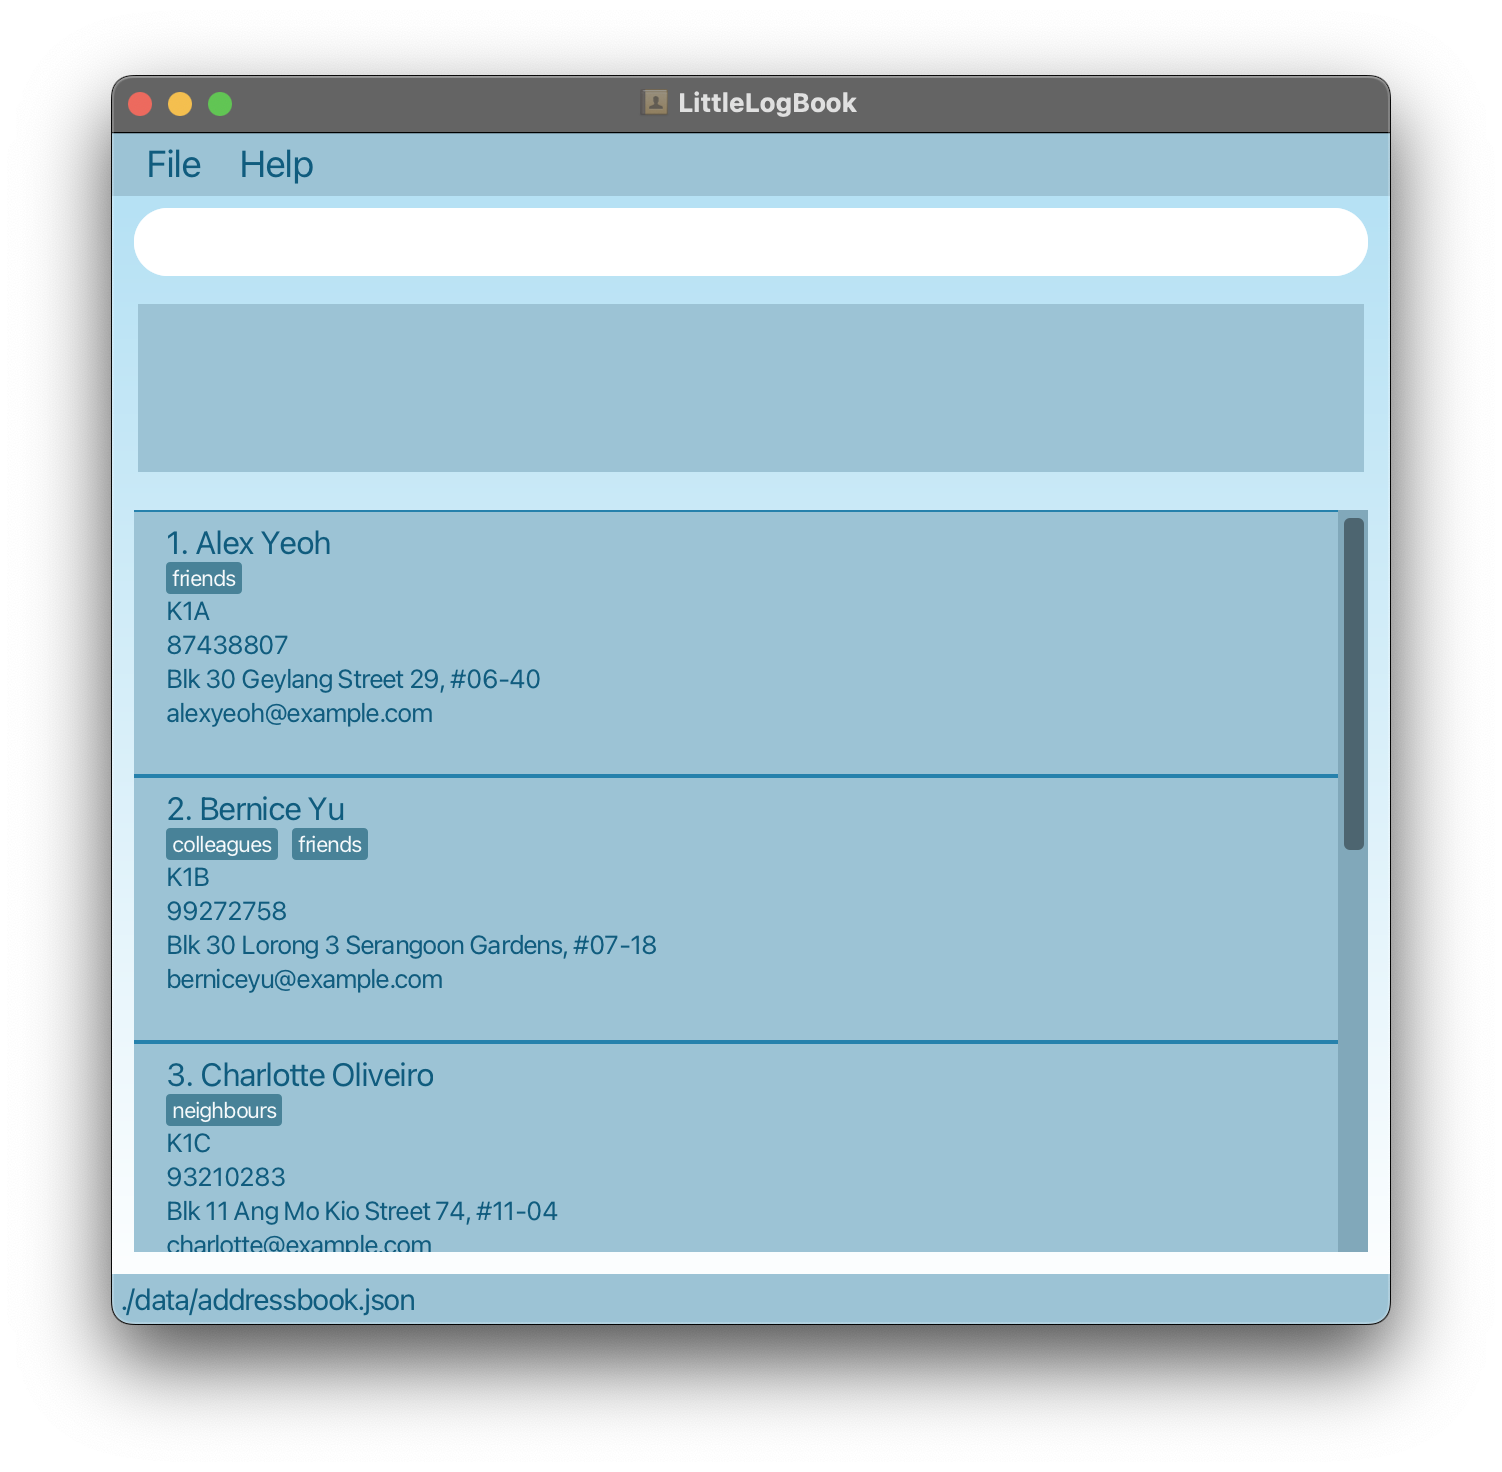 LittleLogBook
File Help
1. Alex Yeoh
friends
K1A
87438807
Blk 30 Geylang Street 29, #06-40
alexyeoh@example.com
2. Bernice Yu
colleagues friends
K1B
99272758
Blk 30 Lorong 3 Serangoon Gardens, #07-18
berniceyu@example.com
3. Charlotte Oliveiro
neighbours
K1C
93210283
Blk 11 Ang Mo Kio Street 74, #11-04
charlotte@example.com
./data/addressbook.json